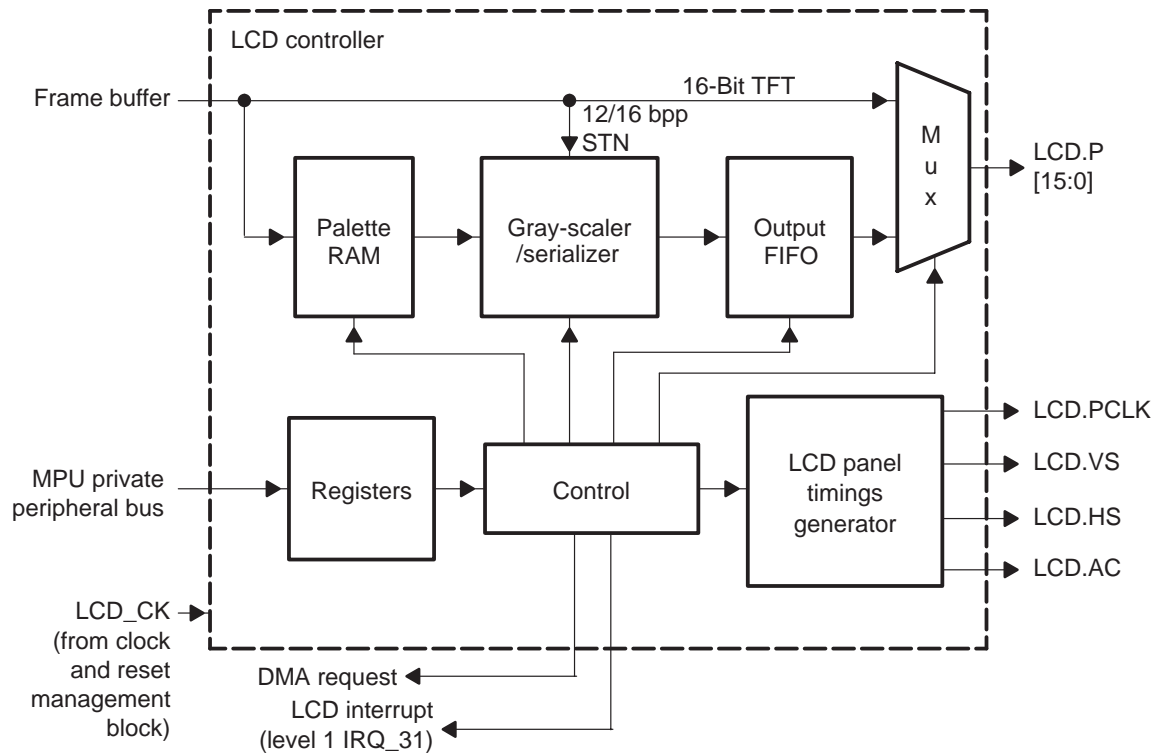 LCD controller
Frame buffer
16-Bit TFT
12/16 bpp
STN
M
u
x
LCD.P
[15:0]
Palette
RAM
Gray-scaler
/serializer
Output
FIFO
MPU private
peripheral bus
Registers
Control
LCD panel
timings
generator
LCD.PCLK
LCD.VS
LCD.HS
LCD.AC
LCD_CK
(from clock
and reset
management
block)
DMA request
LCD interrupt
(level 1 IRQ_31)